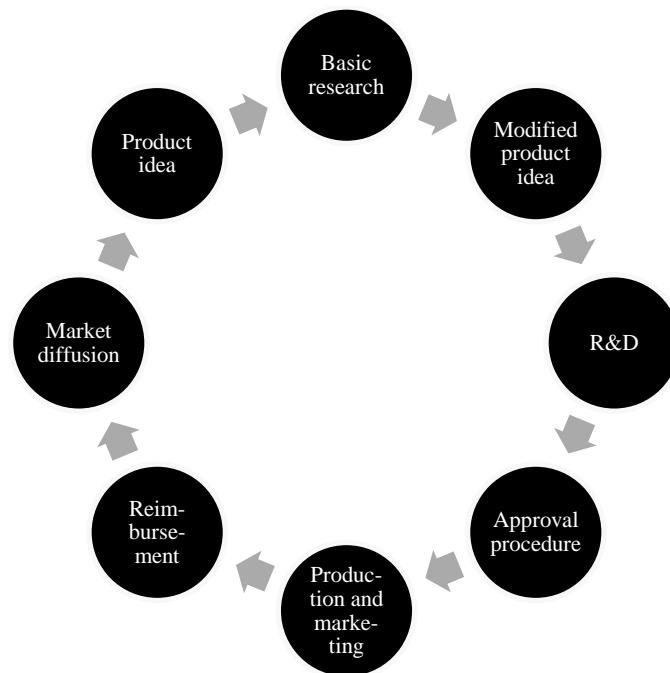 Basic
research
Modified
product
idea
R&D
Approval
procedure
Produc-
tion and
marke-
ting
Reim-
burse-
ment
Market
diffusion
Product
idea